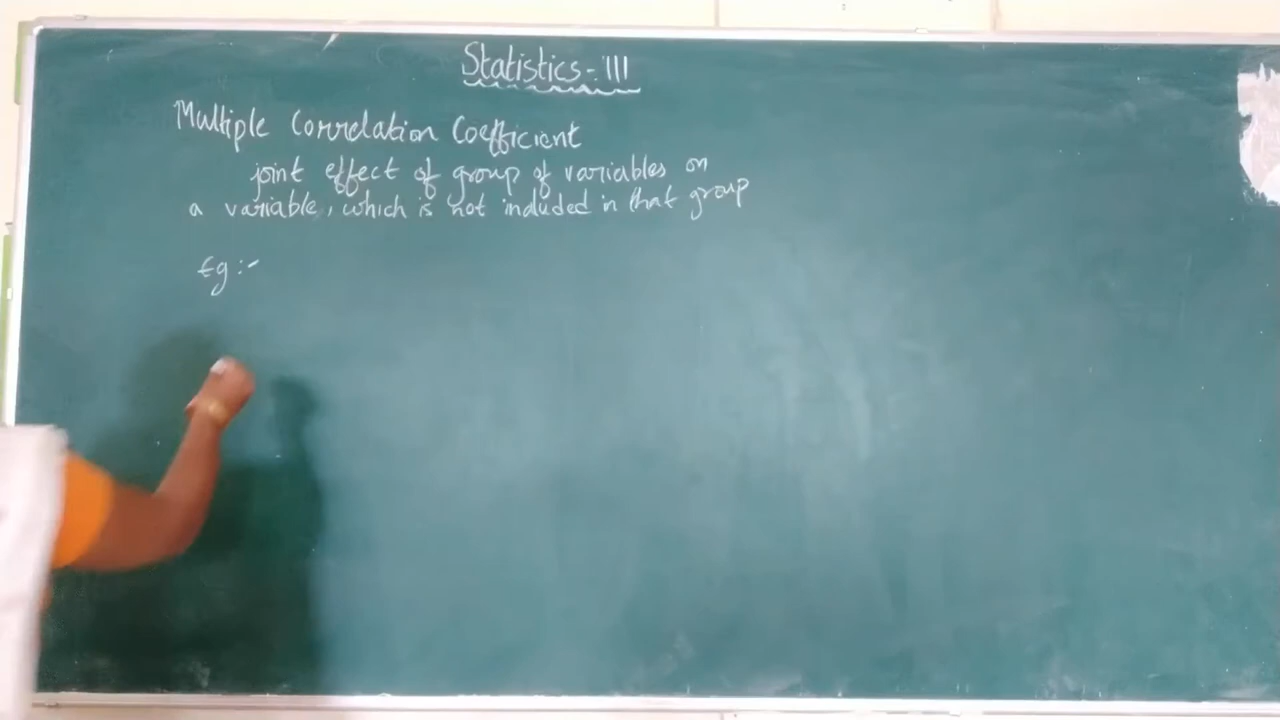 Statistics - III
Multiple Correlation Coefficient
joint effect of group of variables on
a variable, which is not included in that group
Eg :-